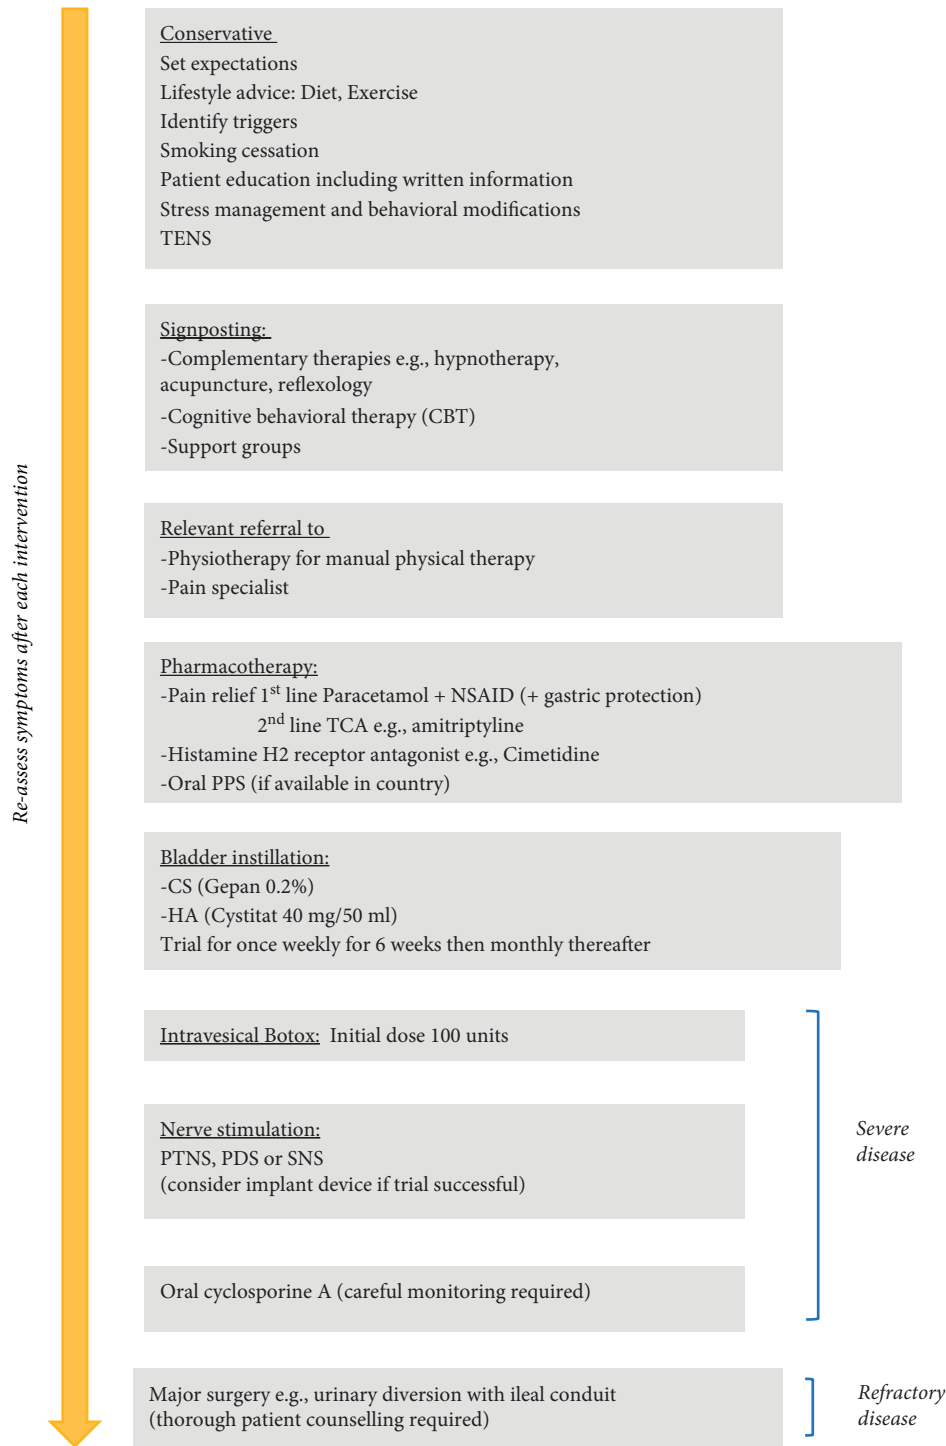 Re-assess symptoms after each intervention
Conservative
Set expectations
Lifestyle advice: Diet, Exercise
Identify triggers
Smoking cessation
Patient education including written information
Stress management and behavioral modifications
TENS
Signposting:
-Complementary therapies e.g., hypnotherapy,
acupuncture, reflexology
-Cognitive behavioral therapy (CBT)
-Support groups
Relevant referral to
-Physiotherapy for manual physical therapy
-Pain specialist
Pharmacotherapy:
-Pain relief 1st line Paracetamol + NSAID (+ gastric protection)
2nd line TCA e.g., amitriptyline
-Histamine H2 receptor antagonist e.g., Cimetidine
-Oral PPS (if available in country)
Bladder instillation:
-CS (Gepan 0.2%)
-HA (Cystitat 40 mg/50 ml)
Trial for once weekly for 6 weeks then monthly thereafter
Intravesical Botox: Initial dose 100 units
Nerve stimulation:
PTNS, PDS or SNS
(consider implant device if trial successful)
Oral cyclosporine A (careful monitoring required)
Severe
disease
Major surgery e.g., urinary diversion with ileal conduit
(thorough patient counselling required)
Refractory
disease